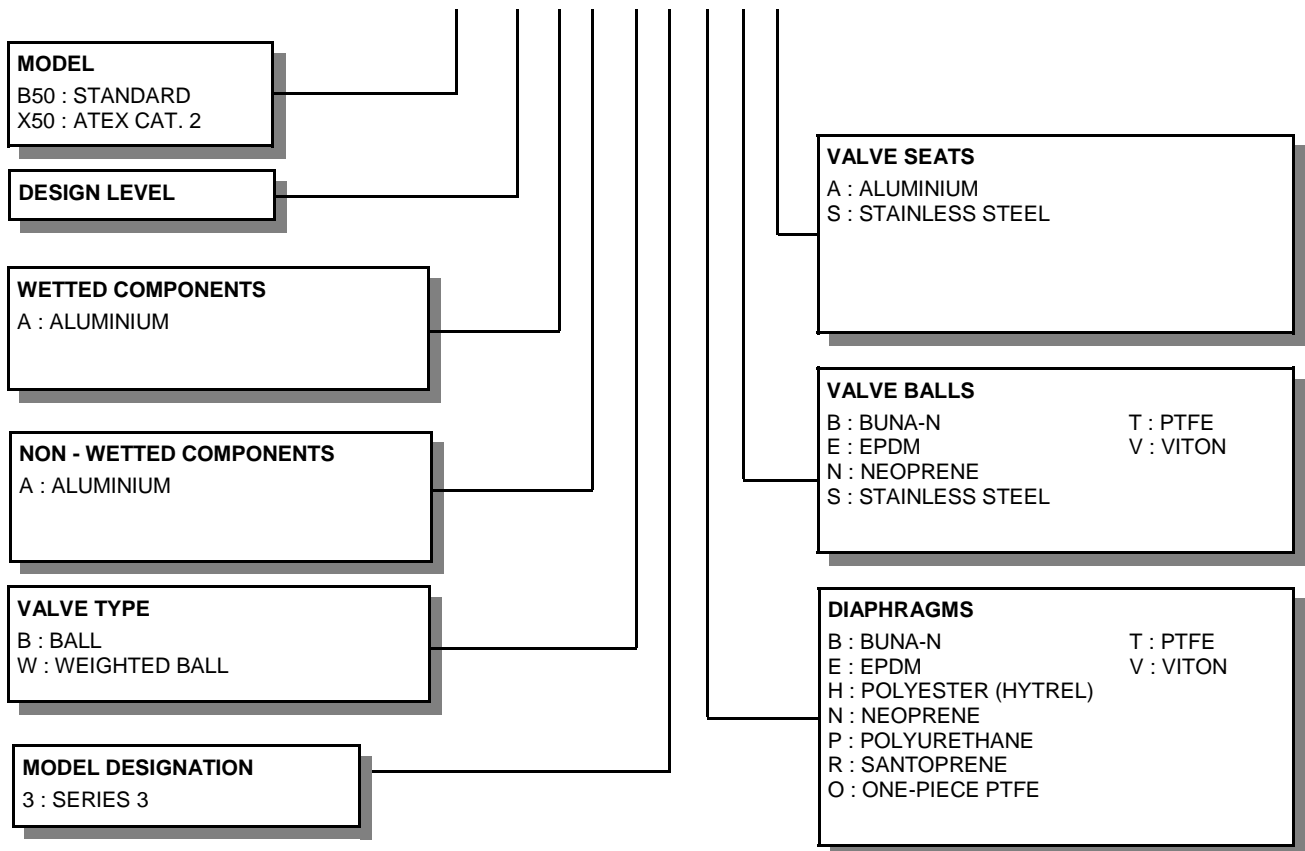 MODEL
B50 : STANDARD
X50 : ATEX CAT. 2
DESIGN LEVEL
WETTED COMPONENTS
A : ALUMINIUM
NON - WETTED COMPONENTS
A : ALUMINIUM
VALVE TYPE
B : BALL
W : WEIGHTED BALL
MODEL DESIGNATION
3 : SERIES 3
VALVE SEATS
A : ALUMINIUM
S : STAINLESS STEEL
VALVE BALLS
B : BUNA-N T : PTFE
E : EPDM V : VITON
N : NEOPRENE
S : STAINLESS STEEL
DIAPHRAGMS
B : BUNA-N T : PTFE
E : EPDM V : VITON
H : POLYESTER (HYTREL)
N : NEOPRENE
P : POLYURETHANE
R : SANTOPRENE
O : ONE-PIECE PTFE